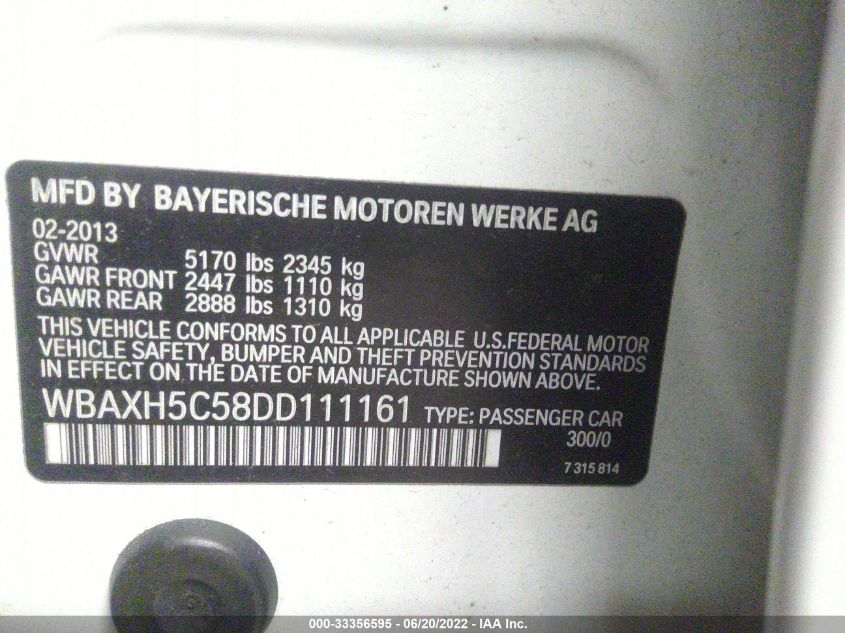 MFD BY BAYERISCHE MOTOREN WERKE AG
02-2013
GVWR 5170 lbs 2345 kg
GAWR FRONT 2447 lbs 1110 kg
GAWR REAR 2888 lbs 1310 kg
THIS VEHICLE CONFORMS TO ALL APPLICABLE U.S.FEDERAL MOTOR
VEHICLE SAFETY, BUMPER AND THEFT PREVENTION STANDARDS
IN EFFECT ON THE DATE OF MANUFACTURE SHOWN ABOVE.
WBAXH5C58DD111161 TYPE: PASSENGER CAR
300/0
7 315 814
000-33356595 - 06/20/2022 - IAA Inc.